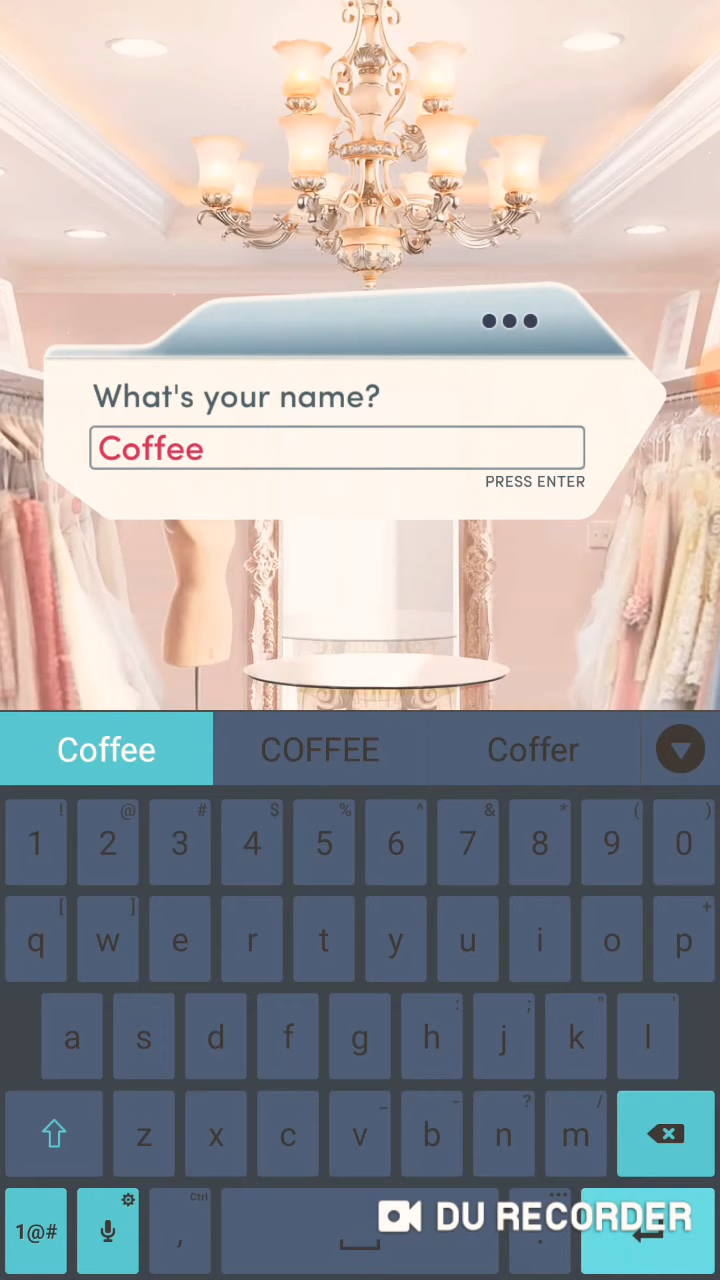 What's your name?
Coffee
PRESS ENTER
Coffee COFFEE Coffer
! @ # $ % ^ & * ( )
1 2 3 4 5 6 7 8 9 0
[ ] +
q w e r t y u i o p
: ; " '
a s d f g h j k l
_ - ? /
z x c v b n m
Ctrl
1@# , .
DU RECORDER